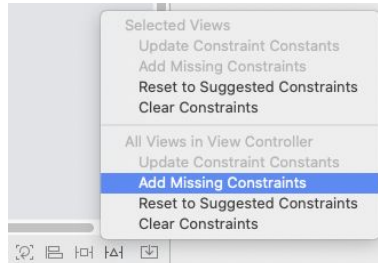 Selected Views
Update Constraint Constants
Add Missing Constraints
Reset to Suggested Constraints
Clear Constraints
All Views in View Controller
Update Constraint Constants
Add Missing Constraints
Reset to Suggested Constraints
Clear Constraints